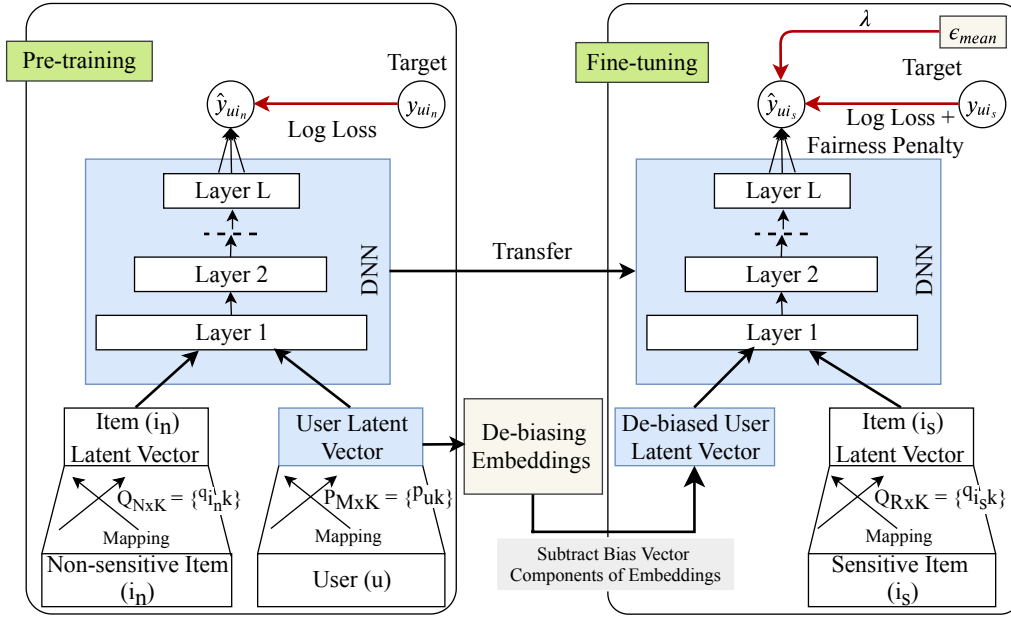 Pre-training
Target
ŷ_{ui_n}
y_{ui_n}
Log Loss
Layer L
Layer 2
Layer 1
DNN
Item (i_n)
Latent Vector
User Latent
Vector
Q_{NxK} = {q_{i_n k}}
Mapping
P_{MxK} = {p_{uk}}
Mapping
Non-sensitive Item
(i_n)
User (u)
Transfer
De-biasing
Embeddings
Subtract Bias Vector
Components of Embeddings
Fine-tuning
λ
ϵ_{mean}
Target
ŷ_{ui_s}
y_{ui_s}
Log Loss +
Fairness Penalty
Layer L
Layer 2
Layer 1
DNN
De-biased User
Latent Vector
Item (i_s)
Latent Vector
Q_{RxK} = {q_{i_s k}}
Mapping
Sensitive Item
(i_s)